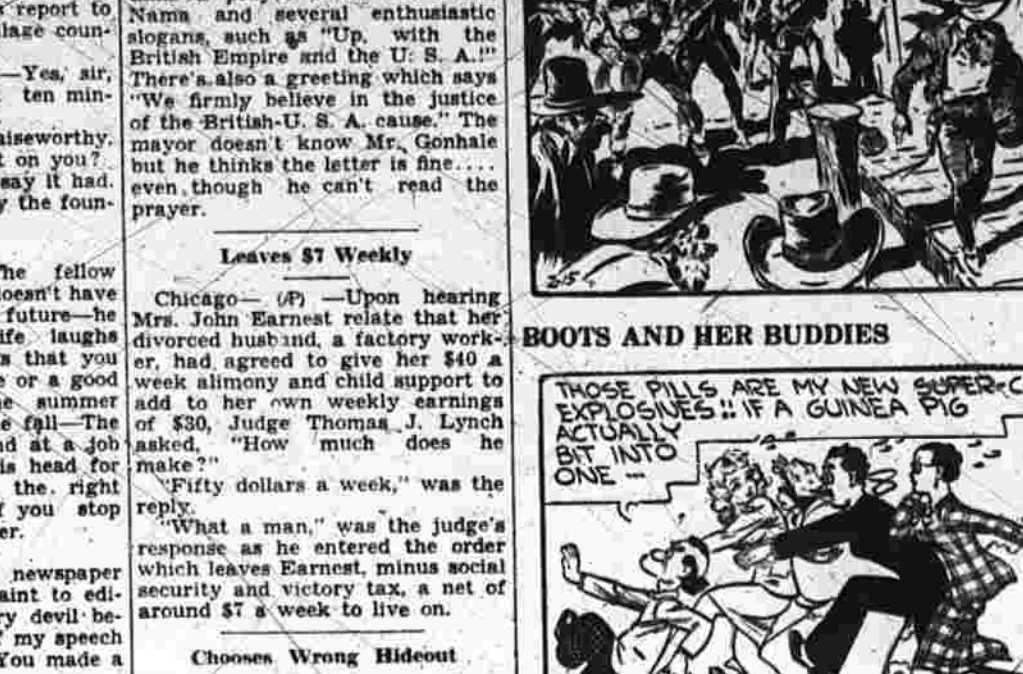 s report to
lage coun-
—Yes, sir,
ten min-
aiseworthy.
t on you?
say it had.
y the foun-
he fellow
oesn't have
future—he
ife laughs
s that you
e or a good
e summer
e fall—The
nd at a job
is head for
the right
f you stop
er.
newspaper
aint to edi-
ry devil be-
f my speech
You made a
Nama and several enthusiastic
slogans, such as "Up, with the
British Empire and the U. S. A.!"
There's also a greeting which says
"We firmly believe in the justice
of the British-U. S. A. cause." The
mayor doesn't know Mr. Gonhale
but he thinks the letter is fine....
even though he can't read the
prayer.
Leaves $7 Weekly
Chicago— (AP) —Upon hearing
Mrs. John Earnest relate that her
divorced husband, a factory work-
er, had agreed to give her $40 a
week alimony and child support to
add to her own weekly earnings
of $30, Judge Thomas J. Lynch
asked, "How much does he
make?"
"Fifty dollars a week," was the
reply.
"What a man," was the judge's
response as he entered the order
which leaves Earnest, minus social
security and victory tax, a net of
around $7 a week to live on.
Chooses Wrong Hideout
2-15
BOOTS AND HER BUDDIES
THOSE PILLS ARE MY NEW SUPER-
EXPLOSIVES!! IF A GUINEA PIG
ACTUALLY
BIT INTO
ONE --